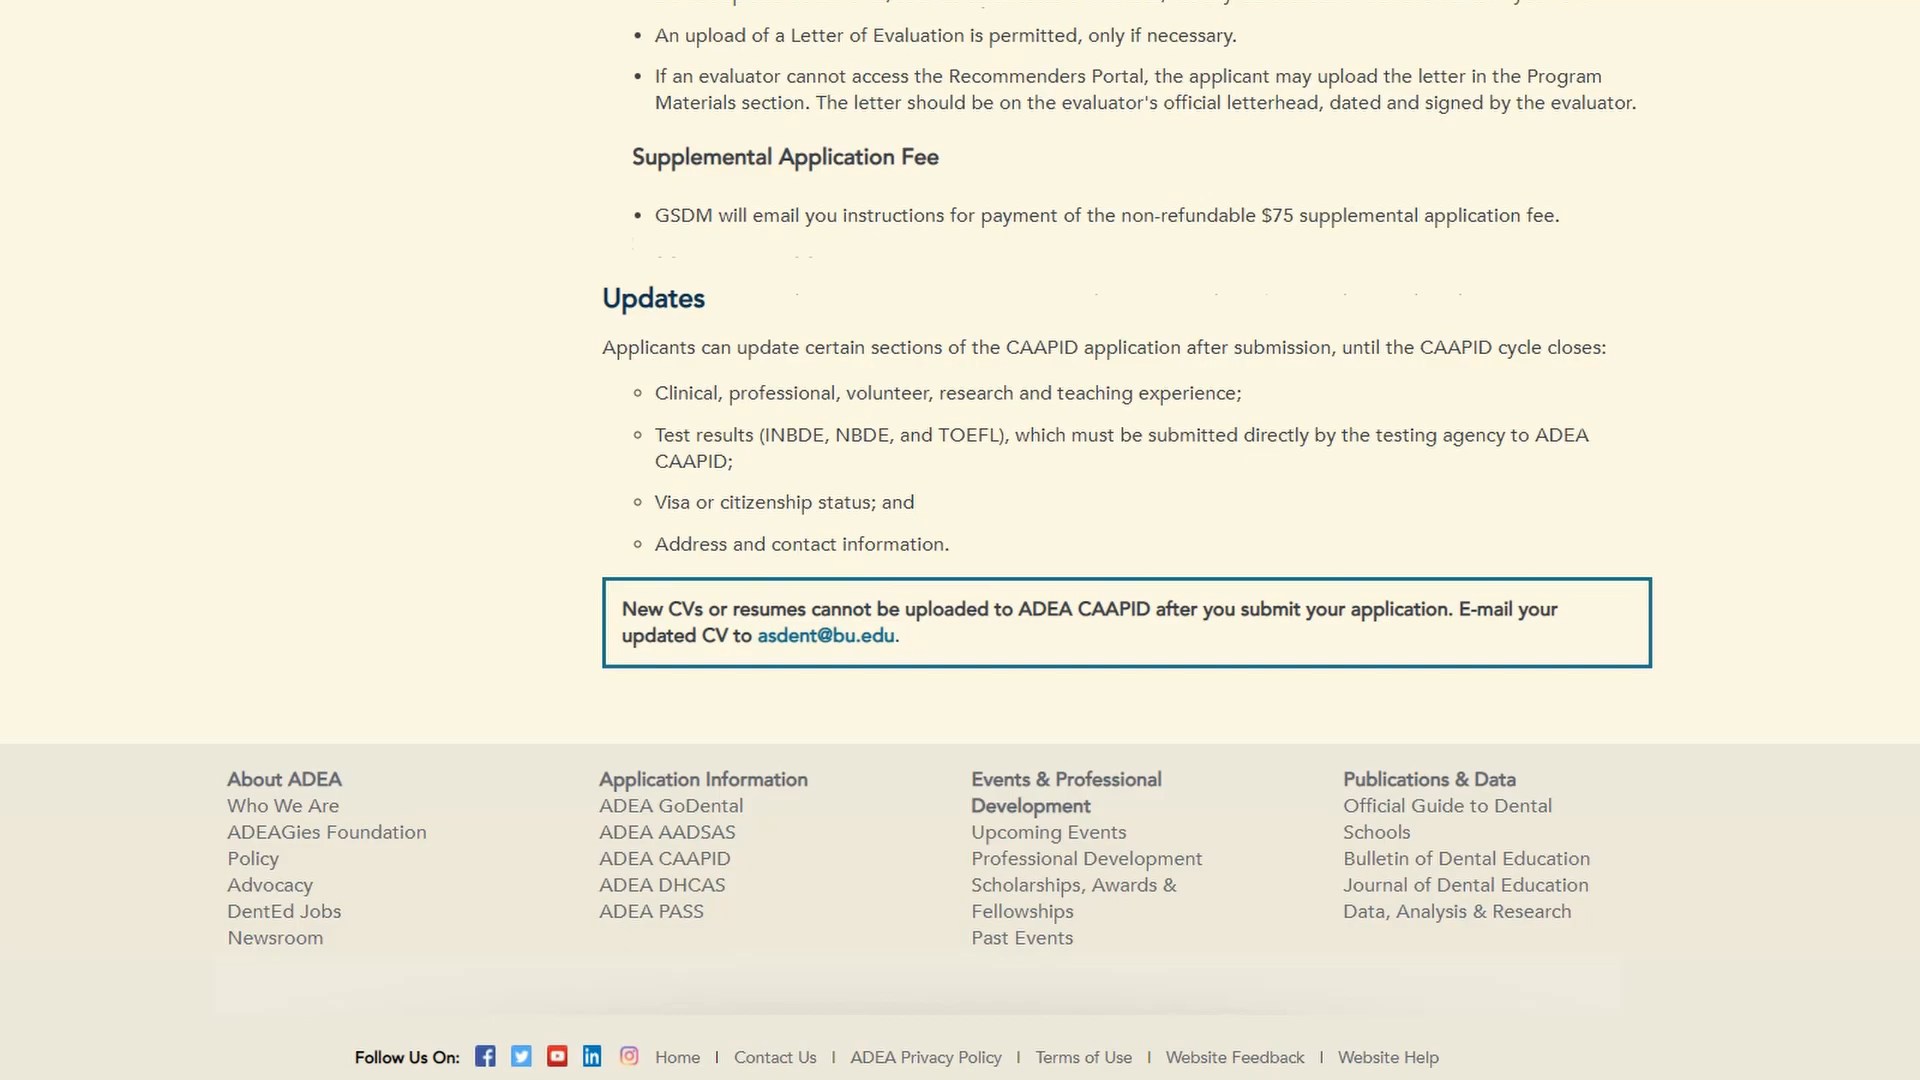 • An upload of a Letter of Evaluation is permitted, only if necessary.
• If an evaluator cannot access the Recommenders Portal, the applicant may upload the letter in the Program
Materials section. The letter should be on the evaluator's official letterhead, dated and signed by the evaluator.
Supplemental Application Fee
• GSDM will email you instructions for payment of the non-refundable $75 supplemental application fee.
Updates
Applicants can update certain sections of the CAAPID application after submission, until the CAAPID cycle closes:
◦ Clinical, professional, volunteer, research and teaching experience;
◦ Test results (INBDE, NBDE, and TOEFL), which must be submitted directly by the testing agency to ADEA
CAAPID;
◦ Visa or citizenship status; and
◦ Address and contact information.
New CVs or resumes cannot be uploaded to ADEA CAAPID after you submit your application. E-mail your
updated CV to asdent@bu.edu.
About ADEA
Who We Are
ADEAGies Foundation
Policy
Advocacy
DentEd Jobs
Newsroom
Application Information
ADEA GoDental
ADEA AADSAS
ADEA CAAPID
ADEA DHCAS
ADEA PASS
Events & Professional
Development
Upcoming Events
Professional Development
Scholarships, Awards &
Fellowships
Past Events
Publications & Data
Official Guide to Dental
Schools
Bulletin of Dental Education
Journal of Dental Education
Data, Analysis & Research
Follow Us On: Home | Contact Us | ADEA Privacy Policy | Terms of Use | Website Feedback | Website Help